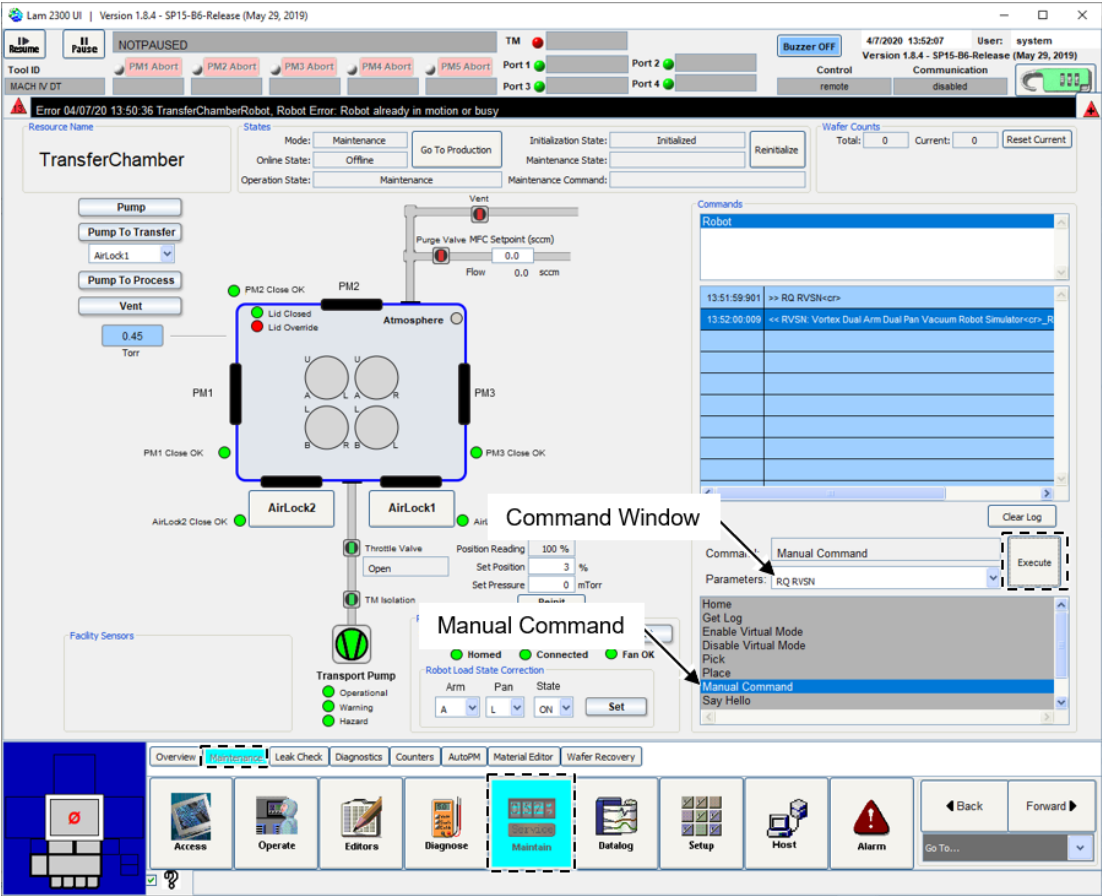 Lam 2300 UI | Version 1.8.4 - SP15-B6-Release (May 29, 2019)
Resume
Pause
NOTPAUSED
TM
Buzzer OFF
4/7/2020 13:52:07 User: system
Version 1.8.4 - SP15-B6-Release (May 29, 2019)
PM1 Abort PM2 Abort PM3 Abort PM4 Abort PM5 Abort
Port 1 Port 2
Tool ID
Control Communication
MACH IV DT
Port 3 Port 4
remote disabled
Error 04/07/20 13:50:36 TransferChamberRobot, Robot Error: Robot already in motion or busy
Resource Name
TransferChamber
States
Mode: Maintenance
Online State: Offline
Operation State: Maintenance
Go To Production
Initialization State: Initialized
Maintenance State:
Maintenance Command:
Reinitialize
Wafer Counts
Total: 0 Current: 0 Reset Current
Pump
Pump To Transfer
AirLock1
Pump To Process
Vent
0.45
Torr
Vent
Purge Valve MFC Setpoint (sccm)
0.0
Flow 0.0 sccm
PM2 Close OK PM2
Lid Closed
Lid Override
Atmosphere
U U
A L A R
L L
B R B L
PM1
PM3
PM1 Close OK
PM3 Close OK
AirLock2
AirLock1
AirLock2 Close OK
Throttle Valve
Open
Position Reading 100 %
Set Position 3 %
Set Pressure 0 mTorr
TM Isolation
Facility Sensors
Transport Pump
Operational
Warning
Hazard
Homed Connected Fan OK
Robot Load State Correction
Arm Pan State
A L ON Set
Commands
Robot
13:51:59:901 >> RQ RVSN<cr>
13:52:00:009 << RVSN: Vortex Dual Arm Dual Pan Vacuum Robot Simulator<cr>_R
Clear Log
Command Window
Manual Command
Command: Manual Command
Parameters: RQ RVSN
Execute
Home
Get Log
Enable Virtual Mode
Disable Virtual Mode
Pick
Place
Manual Command
Say Hello
Overview Maintenance Leak Check Diagnostics Counters AutoPM Material Editor Wafer Recovery
Access Operate Editors Diagnose Maintain Datalog Setup Host Alarm
Back Forward
Go To...